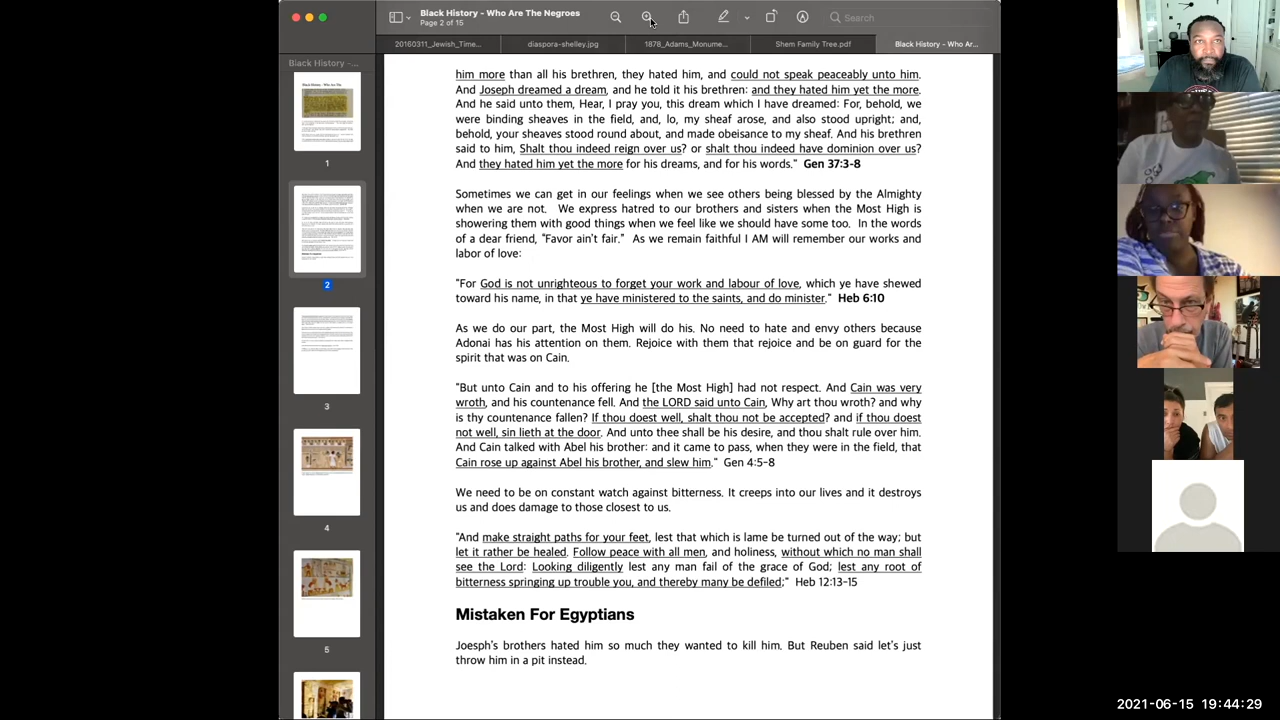 Black History - Who Are The Negroes
Page 2 of 15
Search
20160311_Jewish_Time...
diaspora-shelley.jpg
1878_Adams_Monume...
Shem Family Tree.pdf
Black History - Who Ar...
Black History -...
1
2
3
4
5
him more than all his brethren, they hated him, and could not speak peaceably unto him.
And Joseph dreamed a dream, and he told it his brethren: and they hated him yet the more.
And he said unto them, Hear, I pray you, this dream which I have dreamed: For, behold, we
were binding sheaves in the field, and, lo, my sheaf arose, and also stood upright; and,
behold, your sheaves stood round about, and made obeisance to my sheaf. And his brethren
said to him, Shalt thou indeed reign over us? or shalt thou indeed have dominion over us?
And they hated him yet the more for his dreams, and for his words." Gen 37:3-8
Sometimes we can get in our feelings when we see others being blessed by the Almighty
when we are not. We express hatred to our brothers and sisters when the Most High is
showering them with good things when we feel like we should have some too. In the words
of a dear friend, "Favor ain't fair." As we remain faithful I AM will remember our works and
labor of love:
"For God is not unrighteous to forget your work and labour of love, which ye have shewed
toward his name, in that ye have ministered to the saints, and do minister." Heb 6:10
As we do our part, the Most High will do his. No need to try and envy others because
Adonai has his attention on them. Rejoice with them that rejoice and be on guard for the
spirit that was on Cain.
"But unto Cain and to his offering he [the Most High] had not respect. And Cain was very
wroth, and his countenance fell. And the LORD said unto Cain, Why art thou wroth? and why
is thy countenance fallen? If thou doest well, shalt thou not be accepted? and if thou doest
not well, sin lieth at the door. And unto thee shall be his desire, and thou shalt rule over him.
And Cain talked with Abel his brother: and it came to pass, when they were in the field, that
Cain rose up against Abel his brother, and slew him." Gen 4:5-8
We need to be on constant watch against bitterness. It creeps into our lives and it destroys
us and does damage to those closest to us.
"And make straight paths for your feet, lest that which is lame be turned out of the way; but
let it rather be healed. Follow peace with all men, and holiness, without which no man shall
see the Lord: Looking diligently lest any man fail of the grace of God; lest any root of
bitterness springing up trouble you, and thereby many be defiled;" Heb 12:13-15
Mistaken For Egyptians
Joesph's brothers hated him so much they wanted to kill him. But Reuben said let's just
throw him in a pit instead.
2021-06-15 19:44:29